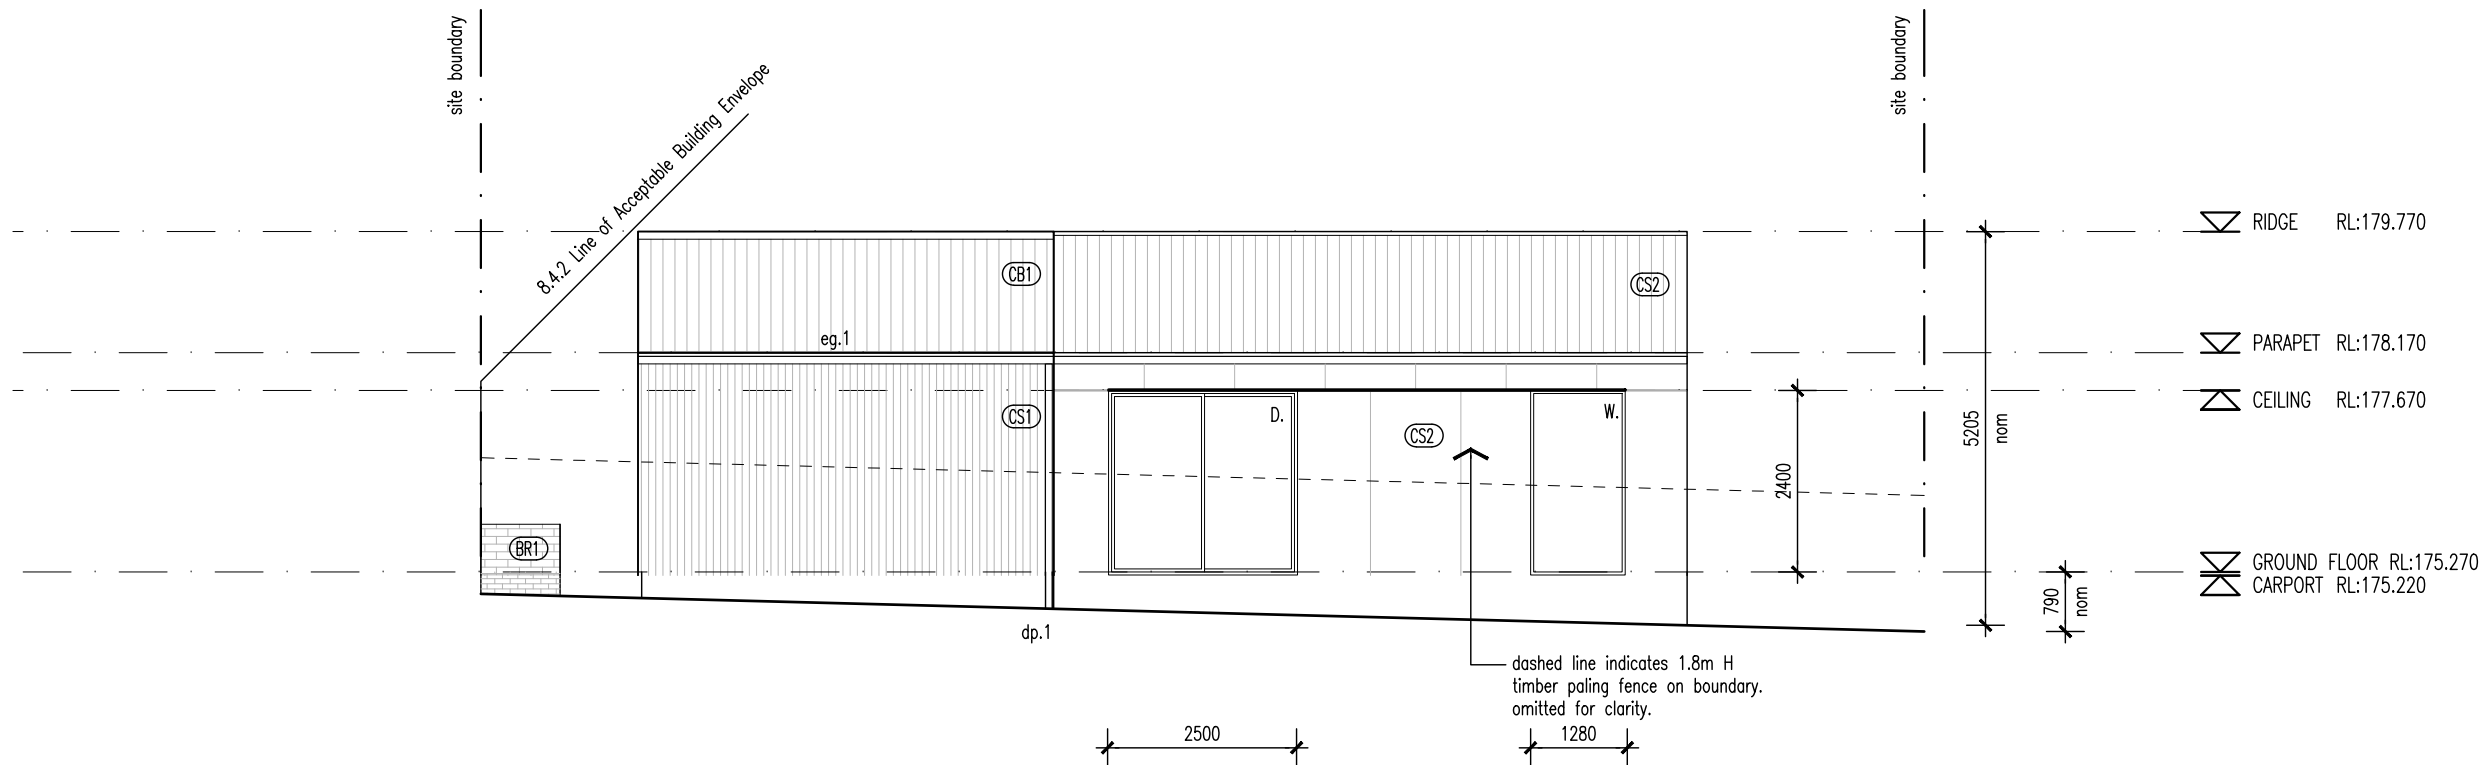 site boundary
site boundary
8.4.2 Line of Acceptable Building Envelope
RIDGE RL:179.770
CB1
CS2
eg.1
PARAPET RL:178.170
CEILING RL:177.670
CS1
D.
W.
CS2
5205
nom
2400
BR1
GROUND FLOOR RL:175.270
CARPORT RL:175.220
790
nom
dp.1
dashed line indicates 1.8m H
timber paling fence on boundary.
omitted for clarity.
2500
1280